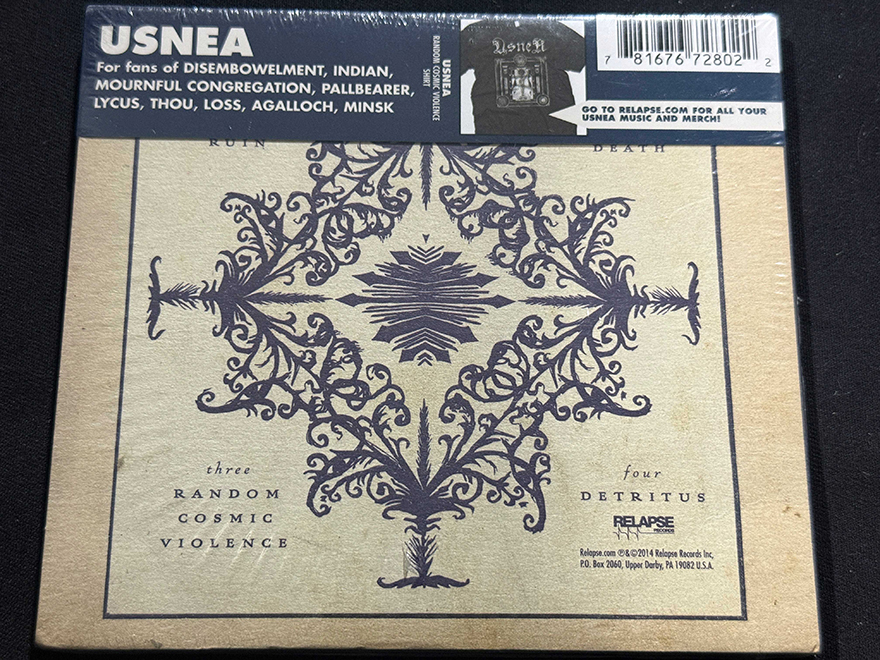 USNEA
For fans of DISEMBOWELMENT, INDIAN,
MOURNFUL CONGREGATION, PALLBEARER,
LYCUS, THOU, LOSS, AGALLOCH, MINSK
USNEA
RANDOM COSMIC VIOLENCE
SHIRT
UsneA
7 81676 72802 2
GO TO RELAPSE.COM FOR ALL YOUR
USNEA MUSIC AND MERCH!
RUIN
DEATH
three
RANDOM
COSMIC
VIOLENCE
four
DETRITUS
RELAPSE
RECORDS
Relapse.com ℗&©2014 Relapse Records Inc,
P.O. Box 2060, Upper Darby, PA 19082 U.S.A.